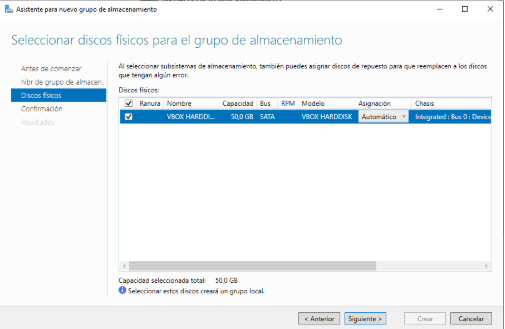 Asistente para nuevo grupo de almacenamiento
Seleccionar discos físicos para el grupo de almacenamiento
Antes de comenzar
Nbr de grupo de almacen.
Discos físicos
Confirmación
Resultados
Al seleccionar subsistemas de almacenamiento, también puedes asignar discos de repuesto para que reemplacen a los discos
que tengan algún error.
Discos físicos:
Ranura Nombre Capacidad Bus RPM Modelo Asignación Chasis
VBOX HARDDI... 50,0 GB SATA VBOX HARDDISK Automático Integrated : Bus 0 : Device
Capacidad seleccionada total: 50,0 GB
Seleccionar estos discos creará un grupo local.
< Anterior Siguiente > Crear Cancelar